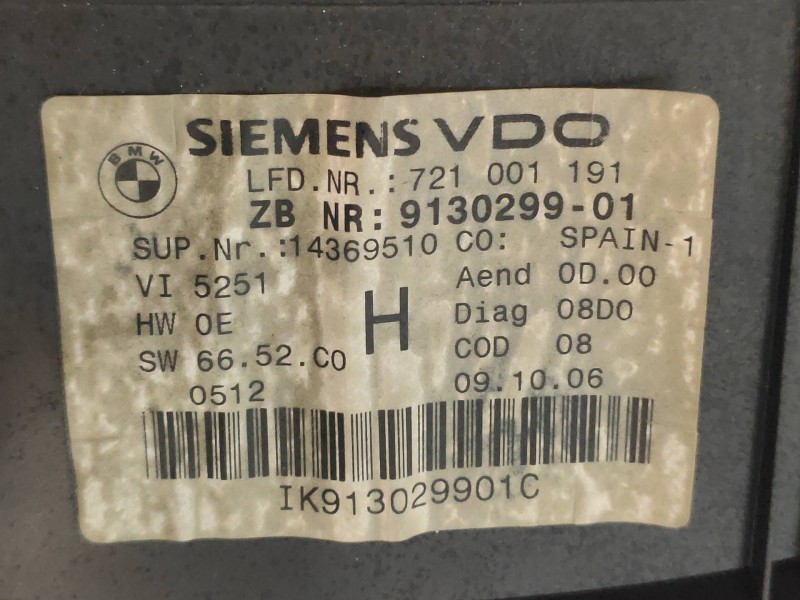 SIEMENS VDO
BMW
LFD.NR.:721 001 191
ZB NR:9130299-01
SUP.Nr.:14369510 CO: SPAIN-1
VI 5251 Aend 0D.00
HW 0E H Diag 08D0
SW 66.52.C0 COD 08
0512 09.10.06
IK913029901C